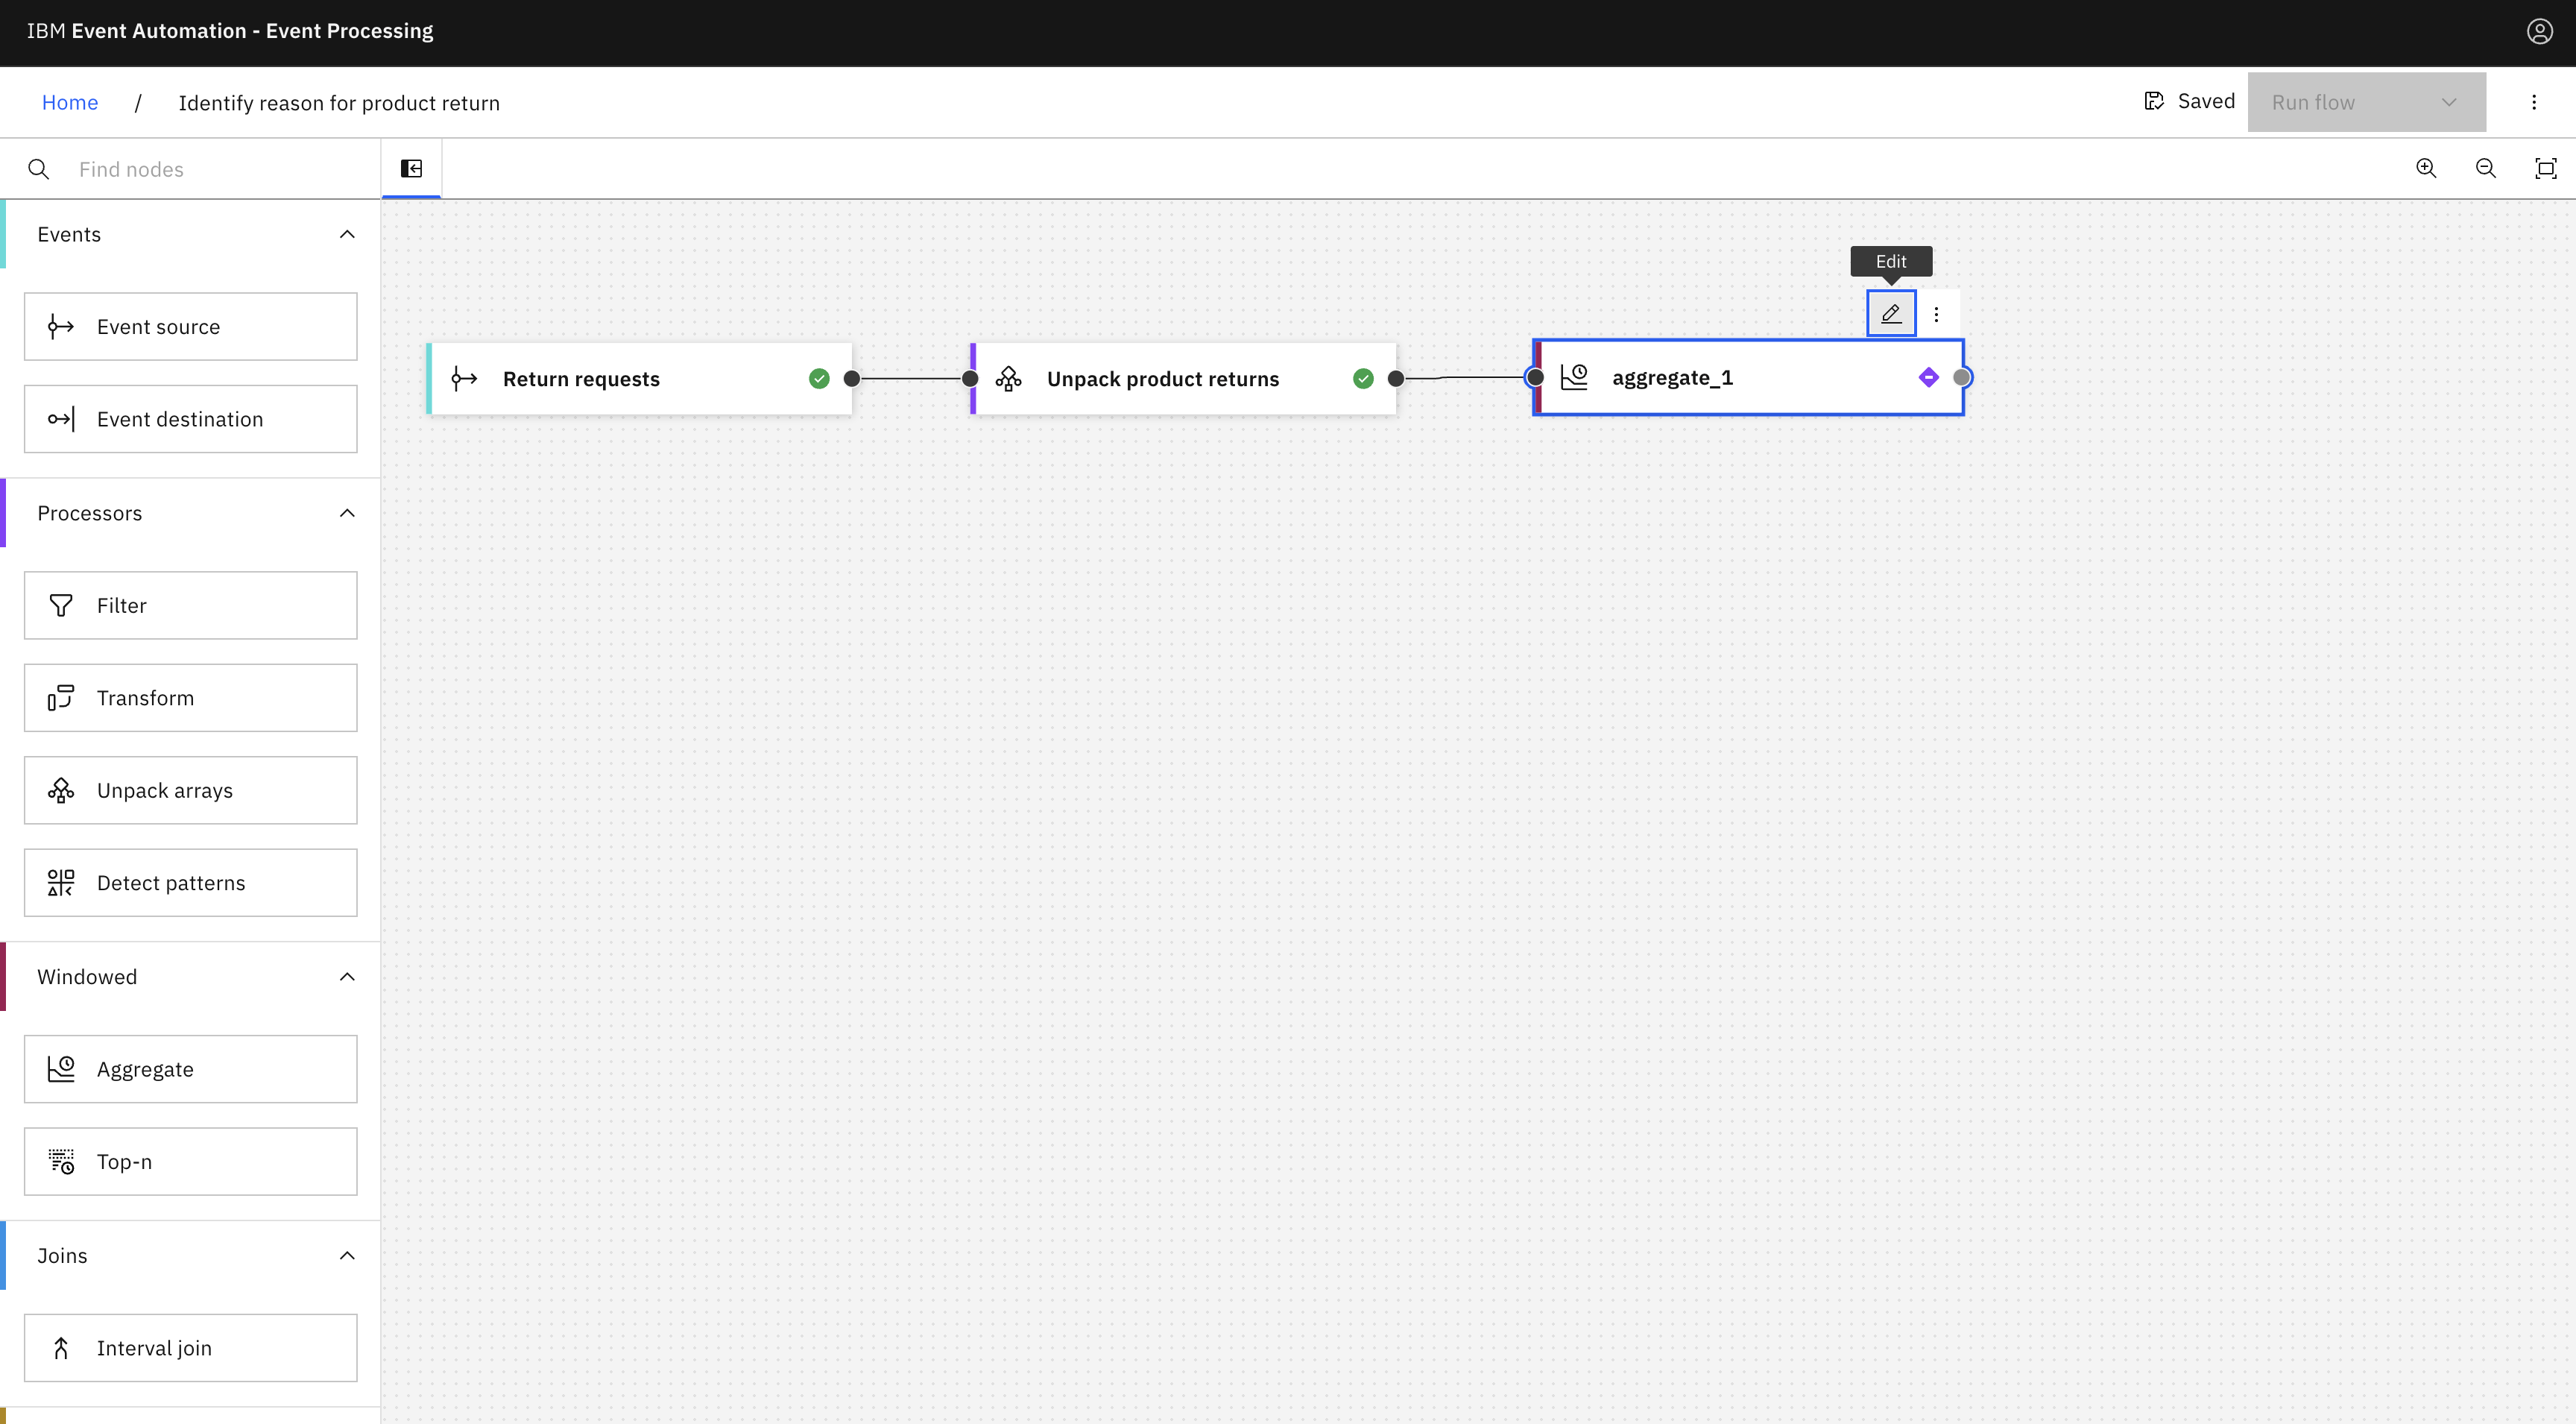 IBM Event Automation - Event Processing
Home / Identify reason for product return
Saved
Run flow
Find nodes
Events
Event source
Event destination
Processors
Filter
Transform
Unpack arrays
Detect patterns
Windowed
Aggregate
Top-n
Joins
Interval join
Edit
Return requests
Unpack product returns
aggregate_1